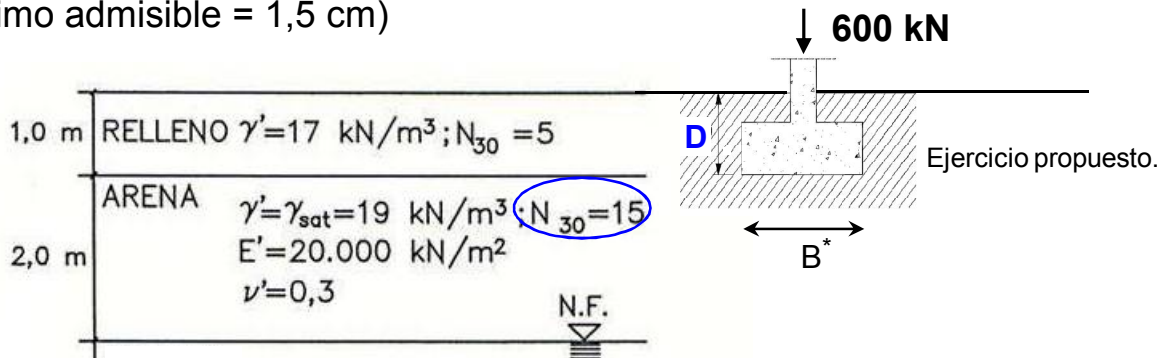 imo admisible = 1,5 cm)
600 kN
1,0 m RELLENO γ'=17 kN/m³; N₃₀ =5
D
Ejercicio propuesto.
ARENA γ'=γsat=19 kN/m³; N ₃₀=15
2,0 m E'=20.000 kN/m²
ν'=0,3
B*
N.F.